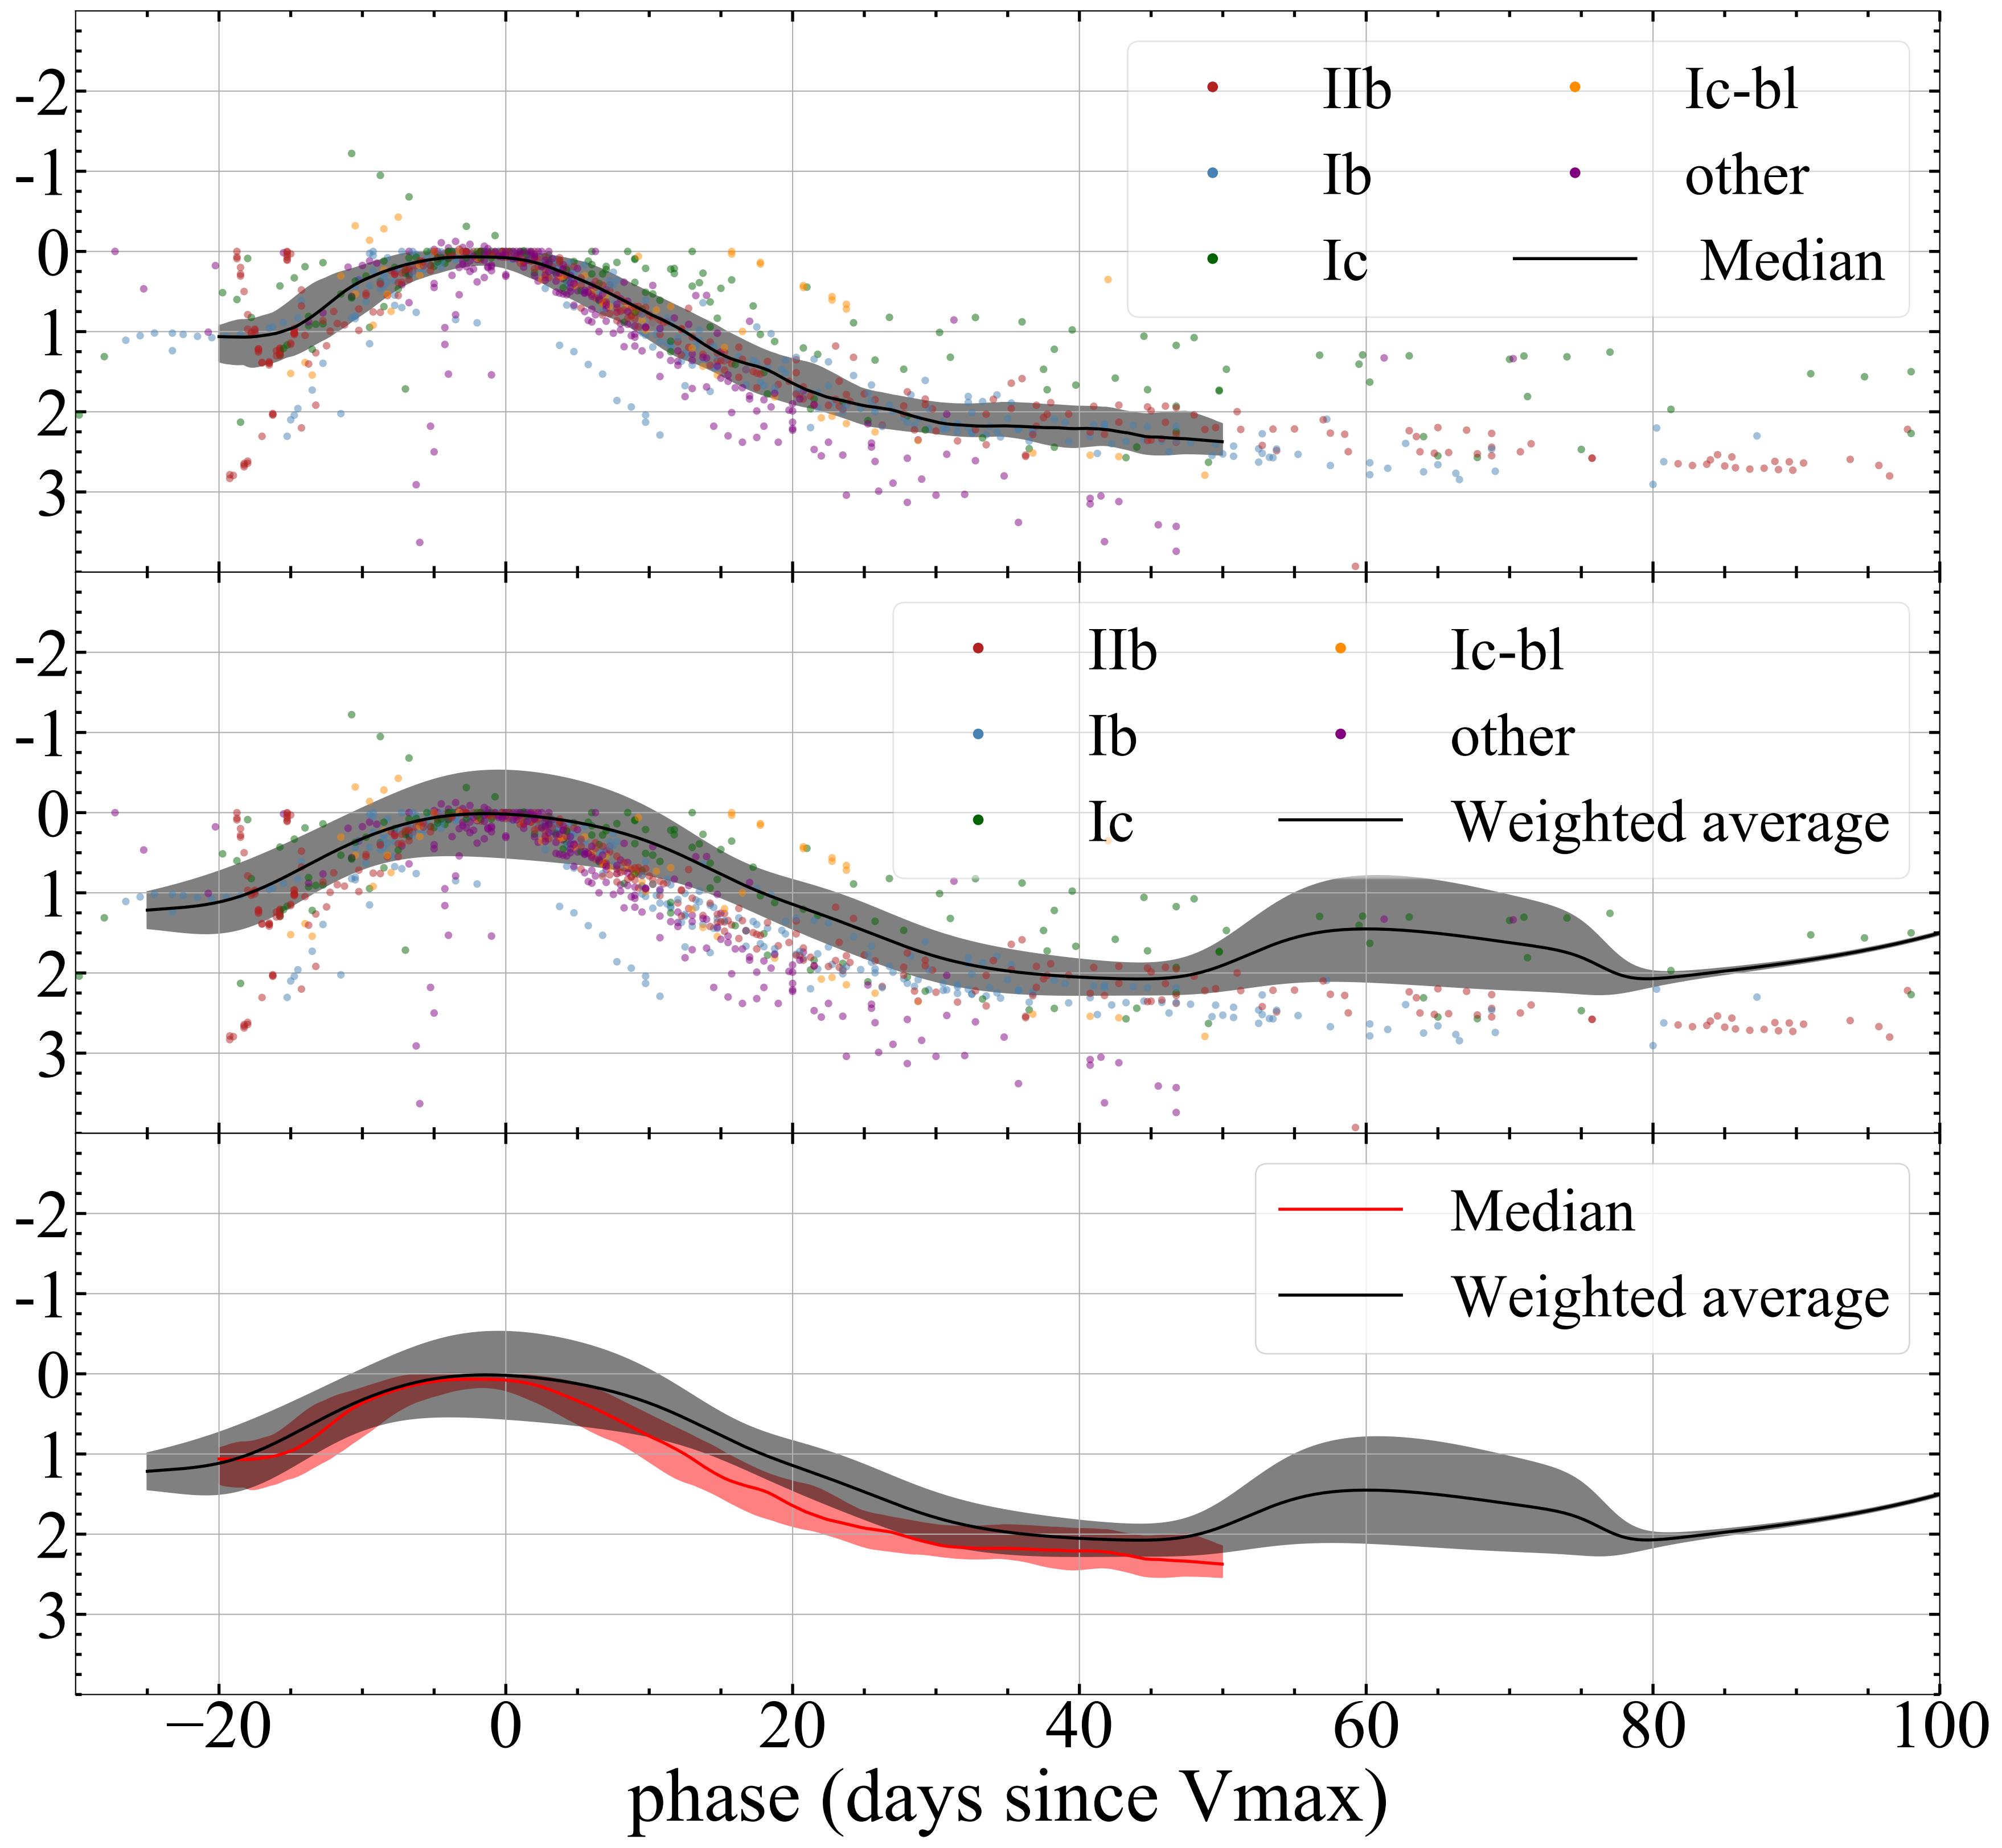 -2
-1
0
1
2
3
IIb Ic-bl
Ib other
Ic Median
-2
-1
0
1
2
3
IIb Ic-bl
Ib other
Ic Weighted average
-2
-1
0
1
2
3
Median
Weighted average
−20 0 20 40 60 80 100
phase (days since Vmax)